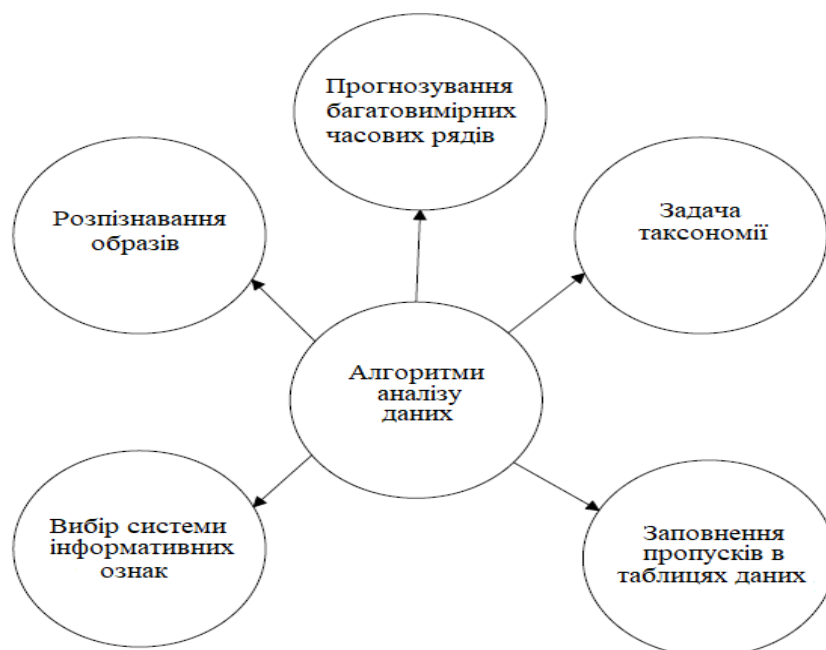 Прогнозування
багатовимірних
часових рядів
Розпізнавання
образів
Задача
таксономії
Алгоритми
аналізу
даних
Вибір системи
інформативних
ознак
Заповнення
пропусків в
таблицях даних